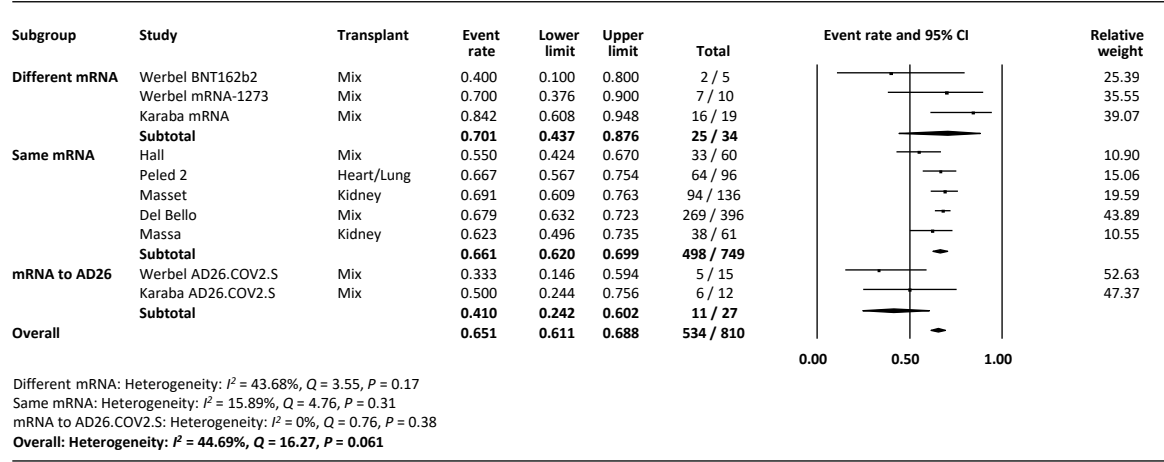 Subgroup Study Transplant Event rate Lower limit Upper limit Total Event rate and 95% CI Relative weight
Different mRNA Werbel BNT162b2 Mix 0.400 0.100 0.800 2 / 5 25.39
Werbel mRNA-1273 Mix 0.700 0.376 0.900 7 / 10 35.55
Karaba mRNA Mix 0.842 0.608 0.948 16 / 19 39.07
Subtotal 0.701 0.437 0.876 25 / 34
Same mRNA Hall Mix 0.550 0.424 0.670 33 / 60 10.90
Peled 2 Heart/Lung 0.667 0.567 0.754 64 / 96 15.06
Masset Kidney 0.691 0.609 0.763 94 / 136 19.59
Del Bello Mix 0.679 0.632 0.723 269 / 396 43.89
Massa Kidney 0.623 0.496 0.735 38 / 61 10.55
Subtotal 0.661 0.620 0.699 498 / 749
mRNA to AD26 Werbel AD26.COV2.S Mix 0.333 0.146 0.594 5 / 15 52.63
Karaba AD26.COV2.S Mix 0.500 0.244 0.756 6 / 12 47.37
Subtotal 0.410 0.242 0.602 11 / 27
Overall 0.651 0.611 0.688 534 / 810
0.00 0.50 1.00
Different mRNA: Heterogeneity: I² = 43.68%, Q = 3.55, P = 0.17
Same mRNA: Heterogeneity: I² = 15.89%, Q = 4.76, P = 0.31
mRNA to AD26.COV2.S: Heterogeneity: I² = 0%, Q = 0.76, P = 0.38
Overall: Heterogeneity: I² = 44.69%, Q = 16.27, P = 0.061